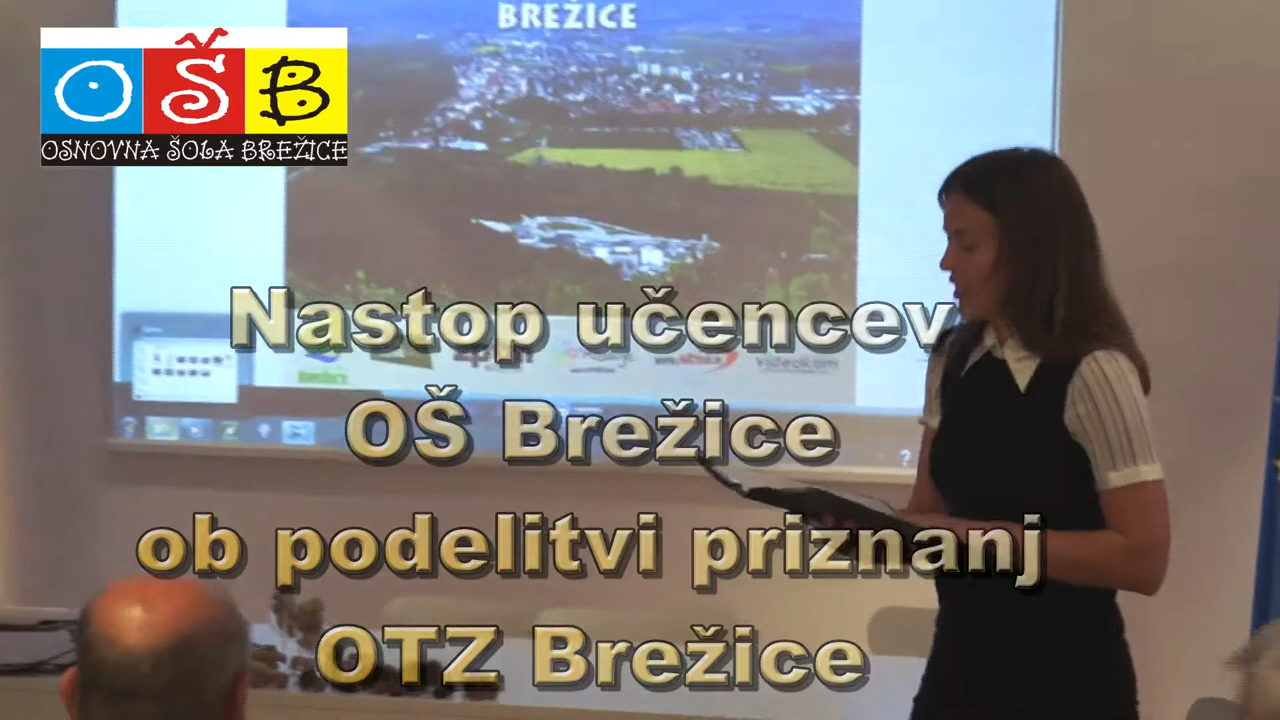 BREŽICE
OŠB
OSNOVNA ŠOLA BREŽICE
Nastop učencev
OŠ Brežice
ob podelitvi priznanj
OTZ Brežice